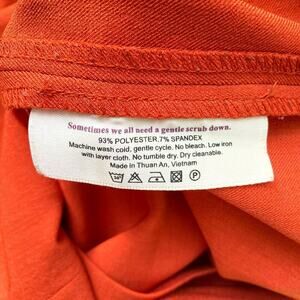 Sometimes we all need a gentle scrub down.
93% POLYESTER,7% SPANDEX
Machine wash cold, gentle cycle. No bleach. Low iron
with layer cloth. No tumble dry. Dry cleanable.
Made in Thuan An, Vietnam